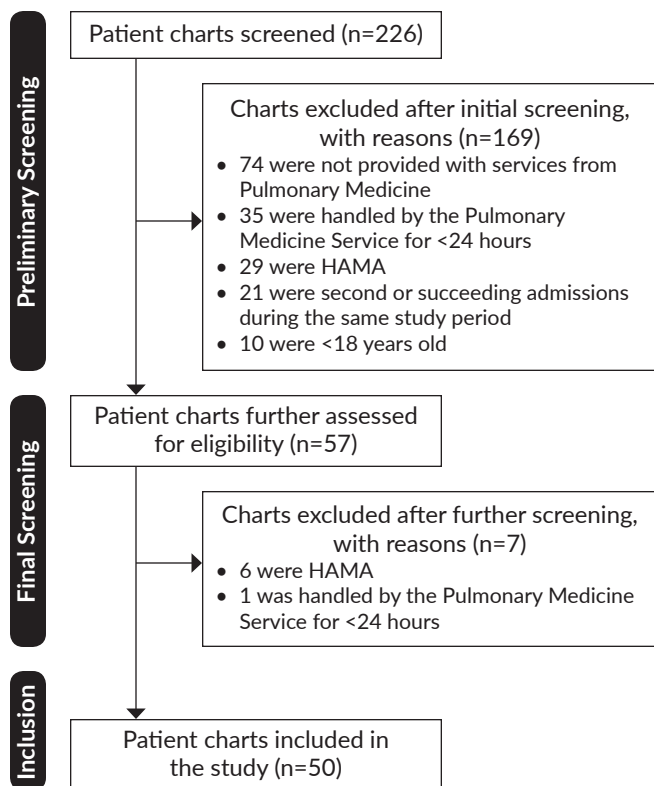 Preliminary Screening
Patient charts screened (n=226)
Charts excluded after initial screening,
with reasons (n=169)
• 74 were not provided with services from
Pulmonary Medicine
• 35 were handled by the Pulmonary
Medicine Service for <24 hours
• 29 were HAMA
• 21 were second or succeeding admissions
during the same study period
• 10 were <18 years old
Final Screening
Patient charts further assessed
for eligibility (n=57)
Charts excluded after further screening,
with reasons (n=7)
• 6 were HAMA
• 1 was handled by the Pulmonary Medicine
Service for <24 hours
Inclusion
Patient charts included in
the study (n=50)